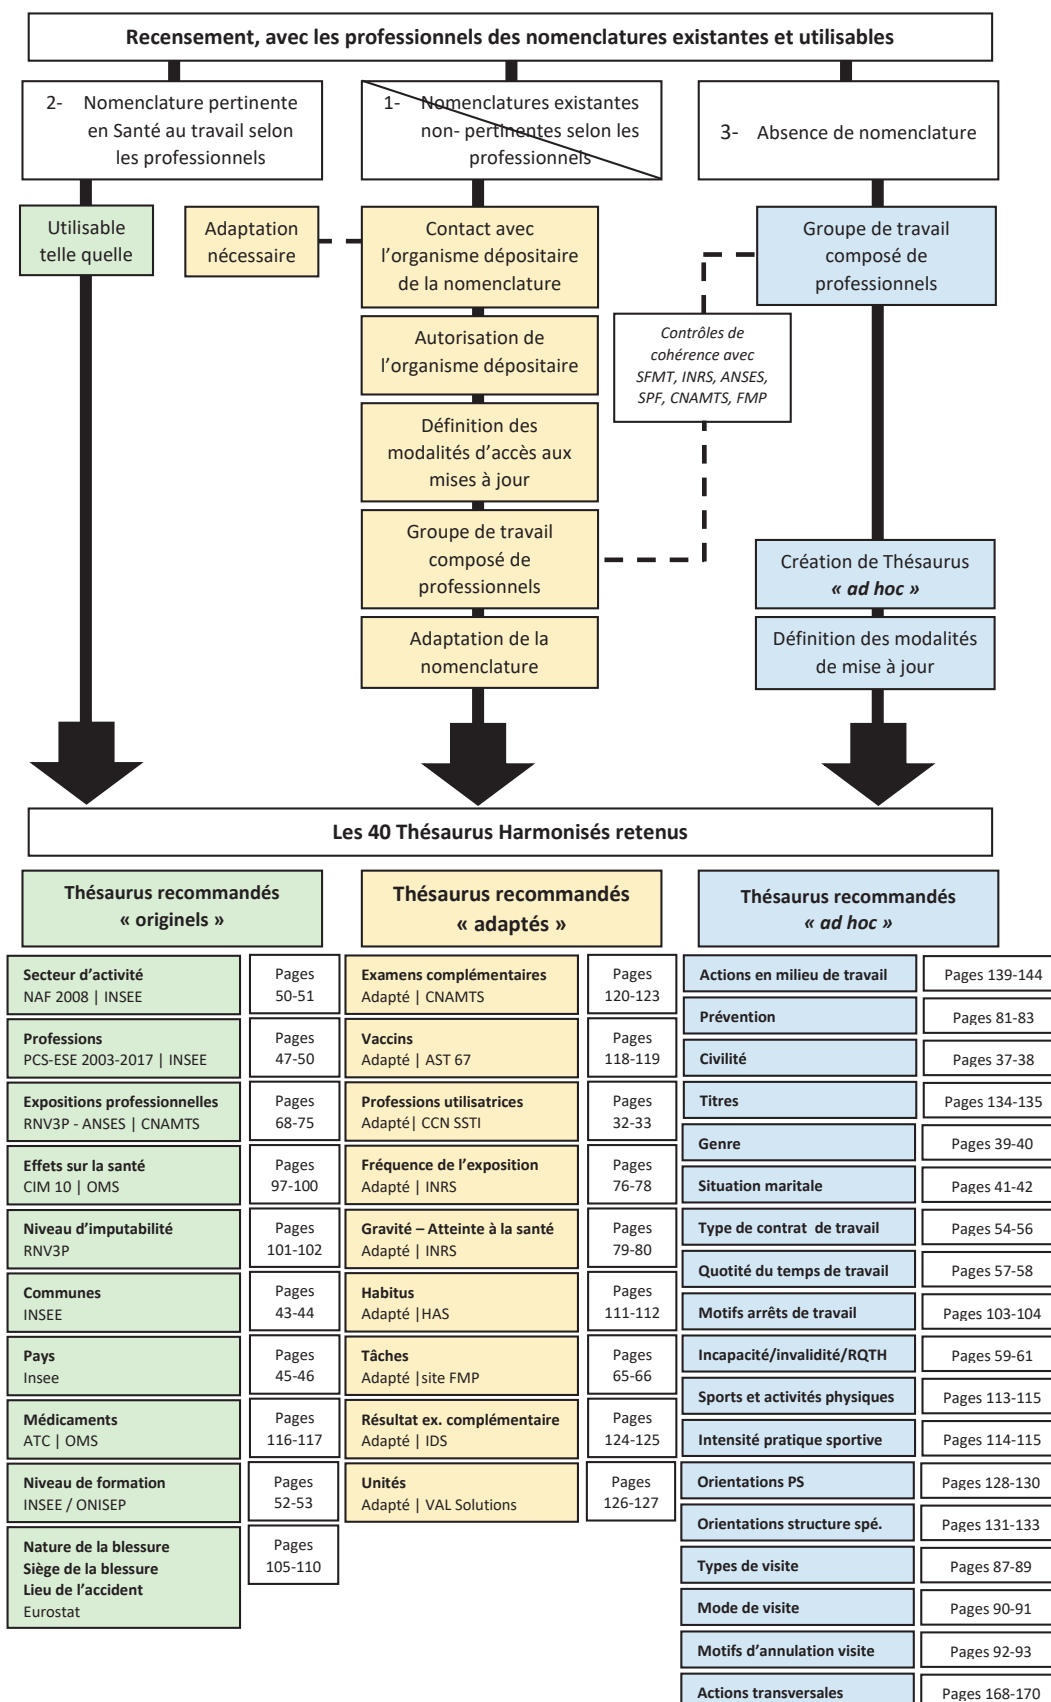 Recensement, avec les professionnels des nomenclatures existantes et utilisables
2- Nomenclature pertinente
en Santé au travail selon
les professionnels
1- Nomenclatures existantes
non- pertinentes selon les
professionnels
3- Absence de nomenclature
Utilisable
telle quelle
Adaptation
nécessaire
Contact avec
l’organisme dépositaire
de la nomenclature
Autorisation de
l’organisme dépositaire
Définition des
modalités d’accès aux
mises à jour
Groupe de travail
composé de
professionnels
Adaptation de la
nomenclature
Contrôles de
cohérence avec
SFMT, INRS, ANSES,
SPF, CNAMTS, FMP
Groupe de travail
composé de
professionnels
Création de Thésaurus
« ad hoc »
Définition des modalités
de mise à jour
Les 40 Thésaurus Harmonisés retenus
Thésaurus recommandés
« originels »
Secteur d’activité
NAF 2008 | INSEE
Pages
50-51
Professions
PCS-ESE 2003-2017 | INSEE
Pages
47-50
Expositions professionnelles
RNV3P - ANSES | CNAMTS
Pages
68-75
Effets sur la santé
CIM 10 | OMS
Pages
97-100
Niveau d’imputabilité
RNV3P
Pages
101-102
Communes
INSEE
Pages
43-44
Pays
Insee
Pages
45-46
Médicaments
ATC | OMS
Pages
116-117
Niveau de formation
INSEE / ONISEP
Pages
52-53
Nature de la blessure
Siège de la blessure
Lieu de l’accident
Eurostat
Pages
105-110
Thésaurus recommandés
« adaptés »
Examens complémentaires
Adapté | CNAMTS
Pages
120-123
Vaccins
Adapté | AST 67
Pages
118-119
Professions utilisatrices
Adapté| CCN SSTI
Pages
32-33
Fréquence de l’exposition
Adapté | INRS
Pages
76-78
Gravité – Atteinte à la santé
Adapté | INRS
Pages
79-80
Habitus
Adapté |HAS
Pages
111-112
Tâches
Adapté |site FMP
Pages
65-66
Résultat ex. complémentaire
Adapté | IDS
Pages
124-125
Unités
Adapté | VAL Solutions
Pages
126-127
Thésaurus recommandés
« ad hoc »
Actions en milieu de travail
Pages 139-144
Prévention
Pages 81-83
Civilité
Pages 37-38
Titres
Pages 134-135
Genre
Pages 39-40
Situation maritale
Pages 41-42
Type de contrat de travail
Pages 54-56
Quotité du temps de travail
Pages 57-58
Motifs arrêts de travail
Pages 103-104
Incapacité/invalidité/RQTH
Pages 59-61
Sports et activités physiques
Pages 113-115
Intensité pratique sportive
Pages 114-115
Orientations PS
Pages 128-130
Orientations structure spé.
Pages 131-133
Types de visite
Pages 87-89
Mode de visite
Pages 90-91
Motifs d’annulation visite
Pages 92-93
Actions transversales
Pages 168-170